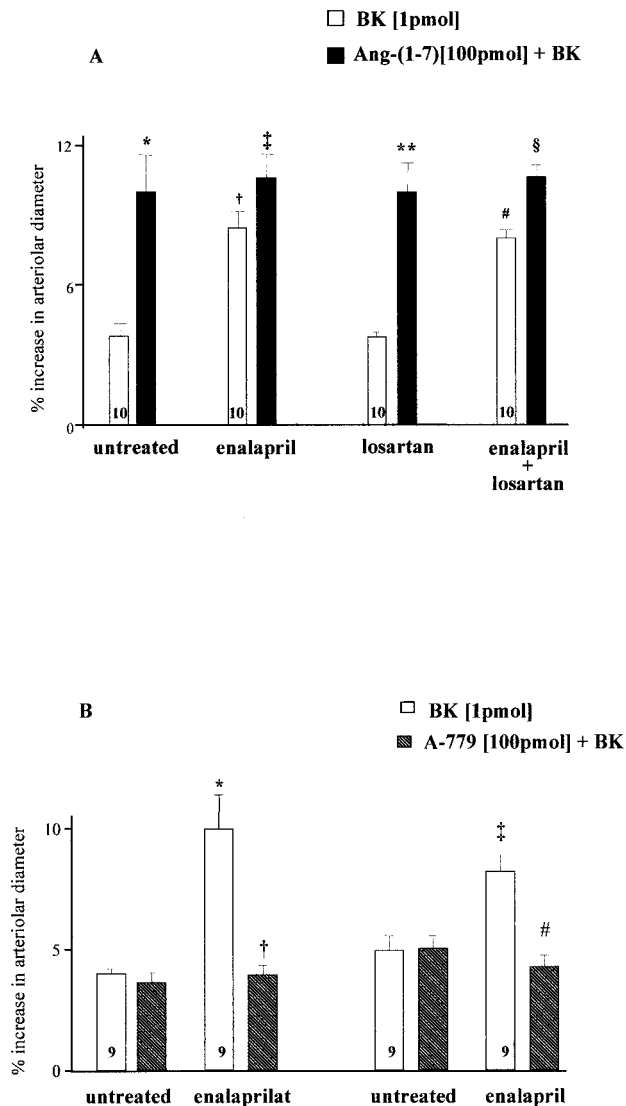 BK [1pmol]
A
Ang-(1-7)[100pmol] + BK
% increase in arteriolar diameter
12
6
0
* † ‡ ** # §
10 10 10 10
untreated enalapril losartan enalapril
+
losartan
B
BK [1pmol]
A-779 [100pmol] + BK
% increase in arteriolar diameter
10
5
0
* † ‡ #
9 9 9 9
untreated enalaprilat untreated enalapril